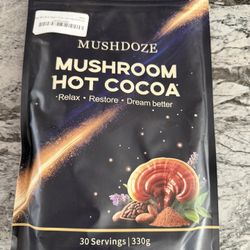 MUSHDOZE
MUSHROOM
HOT COCOA
Relax • Restore • Dream better
30 Servings | 330g